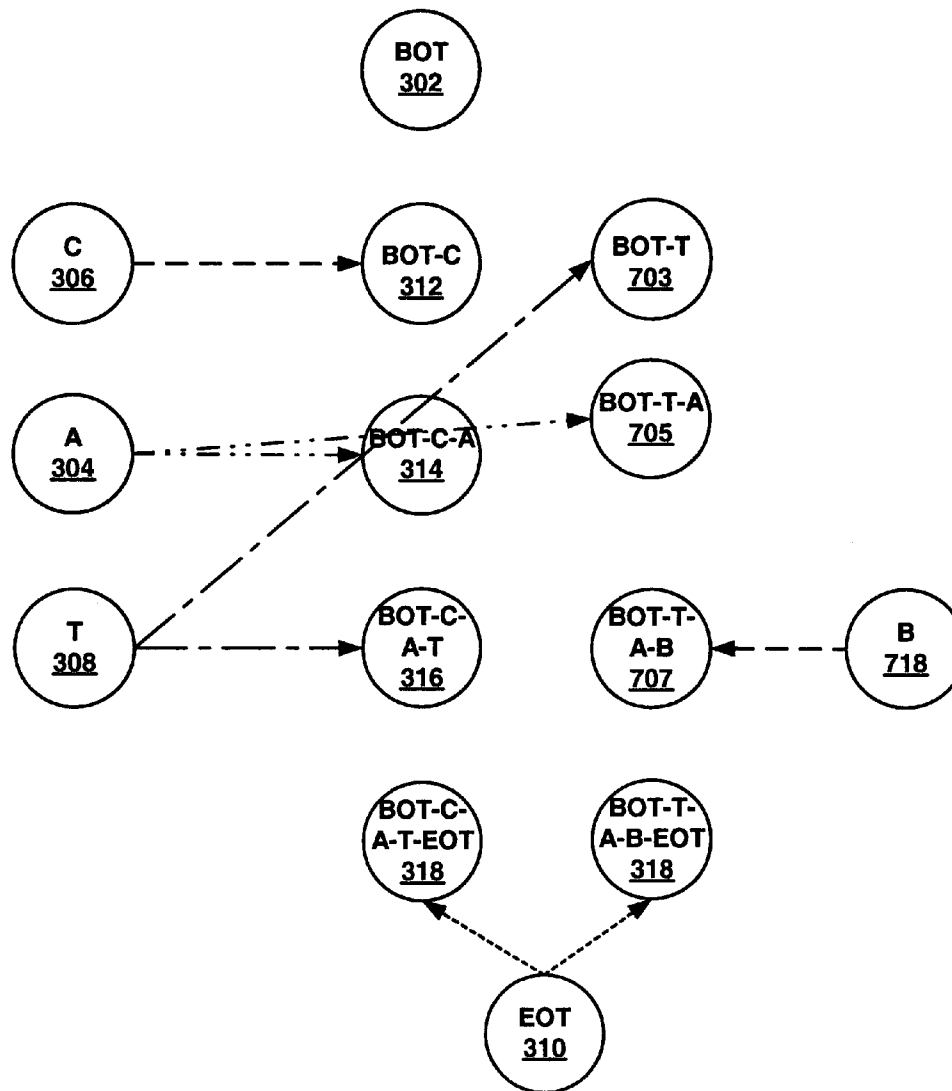 BOT
302
C
306
BOT-C
312
BOT-T
703
A
304
BOT-C-A
314
BOT-T-A
705
T
308
BOT-C-
A-T
316
BOT-T-
A-B
707
B
718
BOT-C-
A-T-EOT
318
BOT-T-
A-B-EOT
318
EOT
310